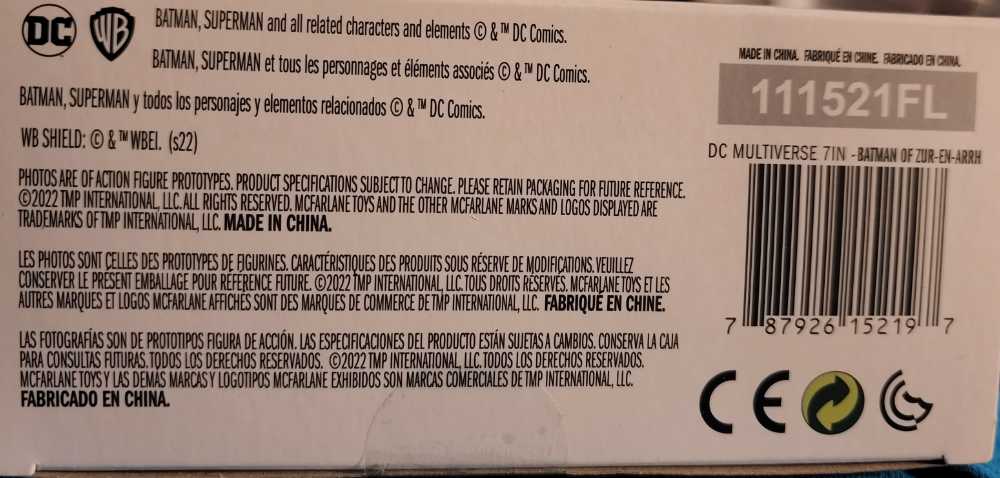 DC WB
BATMAN, SUPERMAN and all related characters and elements © & ™ DC Comics.
BATMAN, SUPERMAN et tous les personnages et éléments associés © & ™ DC Comics.
BATMAN, SUPERMAN y todos los personajes y elementos relacionados © & ™ DC Comics.
WB SHIELD: © & ™ WBEI. (s22)
PHOTOS ARE OF ACTION FIGURE PROTOTYPES. PRODUCT SPECIFICATIONS SUBJECT TO CHANGE. PLEASE RETAIN PACKAGING FOR FUTURE REFERENCE.
©2022 TMP INTERNATIONAL, LLC. ALL RIGHTS RESERVED. MCFARLANE TOYS AND THE OTHER MCFARLANE MARKS AND LOGOS DISPLAYED ARE
TRADEMARKS OF TMP INTERNATIONAL, LLC. MADE IN CHINA.
LES PHOTOS SONT CELLES DES PROTOTYPES DE FIGURINES. CARACTÉRISTIQUES DES PRODUITS SOUS RÉSERVE DE MODIFICATIONS. VEUILLEZ
CONSERVER LE PRÉSENT EMBALLAGE POUR RÉFÉRENCE FUTURE. ©2022 TMP INTERNATIONAL, LLC. TOUS DROITS RÉSERVÉS. MCFARLANE TOYS ET LES
AUTRES MARQUES ET LOGOS MCFARLANE AFFICHÉS SONT DES MARQUES DE COMMERCE DE TMP INTERNATIONAL, LLC. FABRIQUÉ EN CHINE.
LAS FOTOGRAFÍAS SON DE PROTOTIPOS FIGURA DE ACCIÓN. LAS ESPECIFICACIONES DEL PRODUCTO ESTÁN SUJETAS A CAMBIOS. CONSERVA LA CAJA
PARA CONSULTAS FUTURAS. TODOS LOS DERECHOS RESERVADOS. ©2022 TMP INTERNATIONAL, LLC. TODOS LOS DERECHOS RESERVADOS.
MCFARLANE TOYS Y LAS DEMÁS MARCAS Y LOGOTIPOS MCFARLANE EXHIBIDOS SON MARCAS COMERCIALES DE TMP INTERNATIONAL, LLC.
FABRICADO EN CHINA.
MADE IN CHINA. FABRIQUÉ EN CHINE. FABRICADO EN CHINA.
111521FL
DC MULTIVERSE 7IN - BATMAN OF ZUR-EN-ARRH
7 87926 15219 7
CE